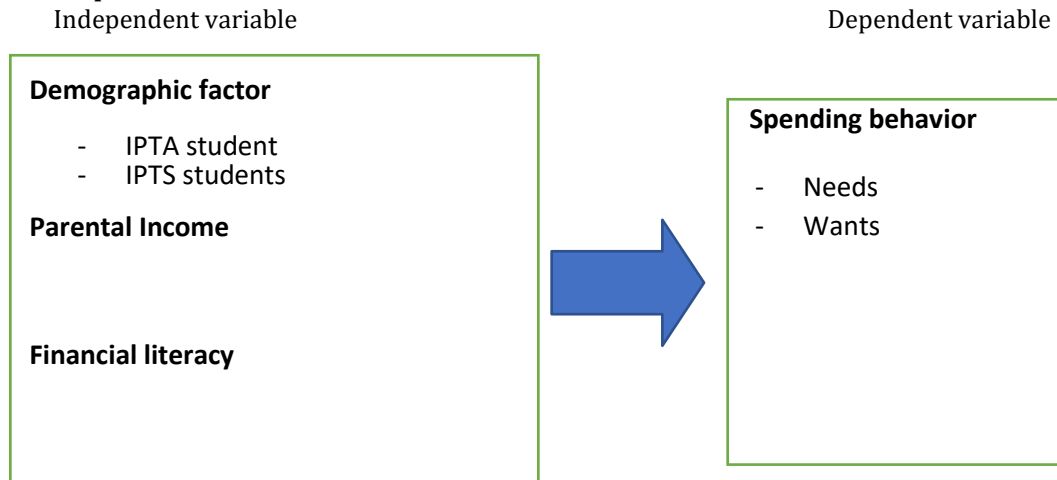 Independent variable
Dependent variable
Demographic factor
- IPTA student
- IPTS students
Parental Income
Financial literacy
Spending behavior
- Needs
- Wants